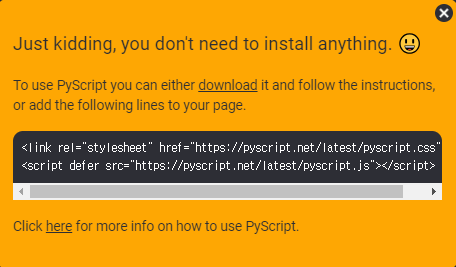 Just kidding, you don't need to install anything. 😃
To use PyScript you can either download it and follow the instructions,
or add the following lines to your page.
<link rel="stylesheet" href="https://pyscript.net/latest/pyscript.css"
<script defer src="https://pyscript.net/latest/pyscript.js"></script>
Click here for more info on how to use PyScript.